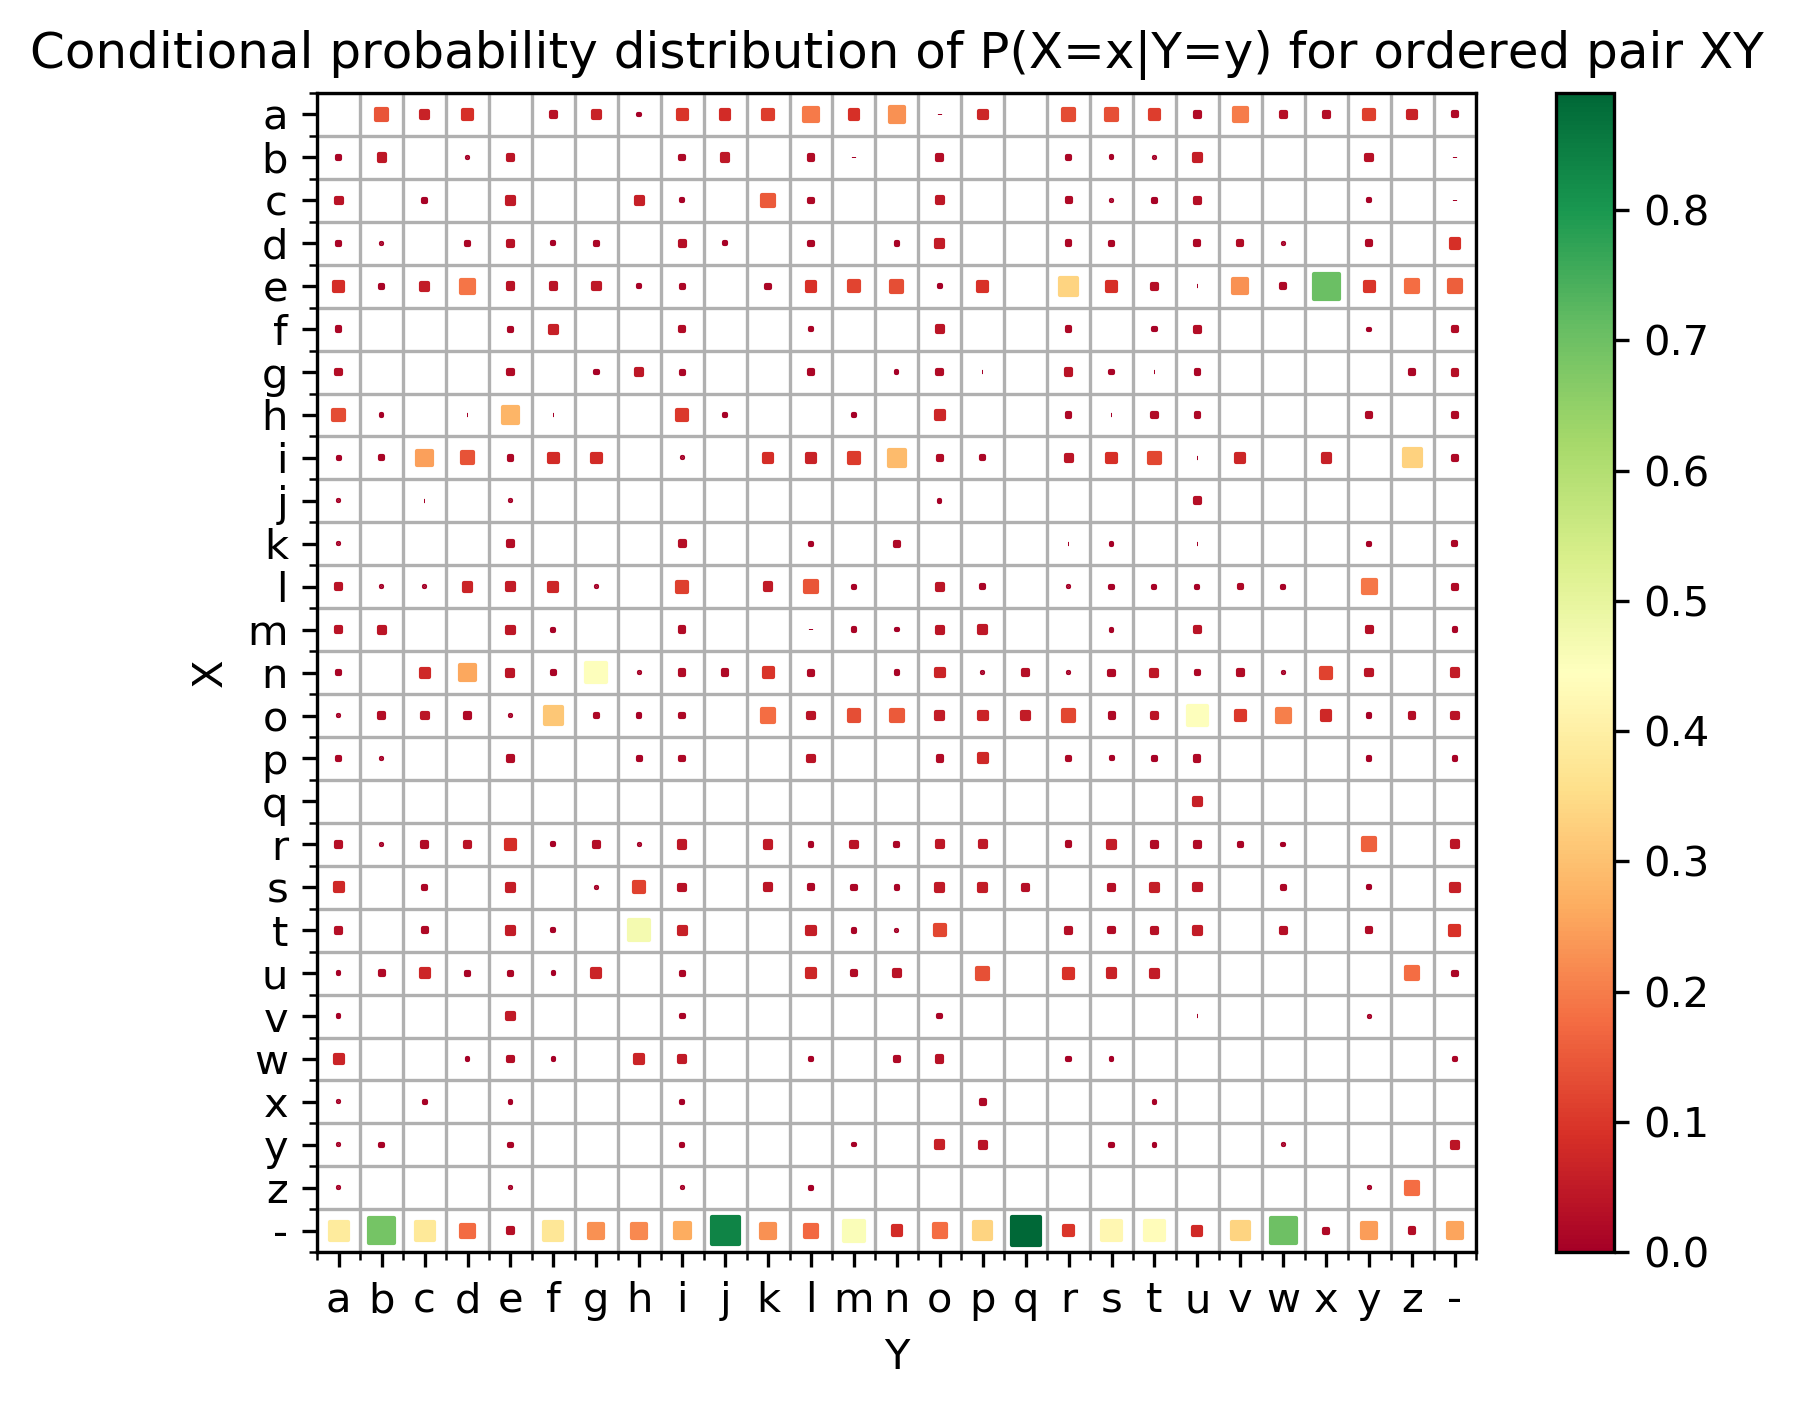 Conditional probability distribution of P(X=x|Y=y) for ordered pair XY
a
b
c
d
e
f
g
h
i
j
k
l
m
n
o
p
q
r
s
t
u
v
w
x
y
z
-
X
a b c d e f g h i j k l m n o p q r s t u v w x y z -
Y
0.8
0.7
0.6
0.5
0.4
0.3
0.2
0.1
0.0